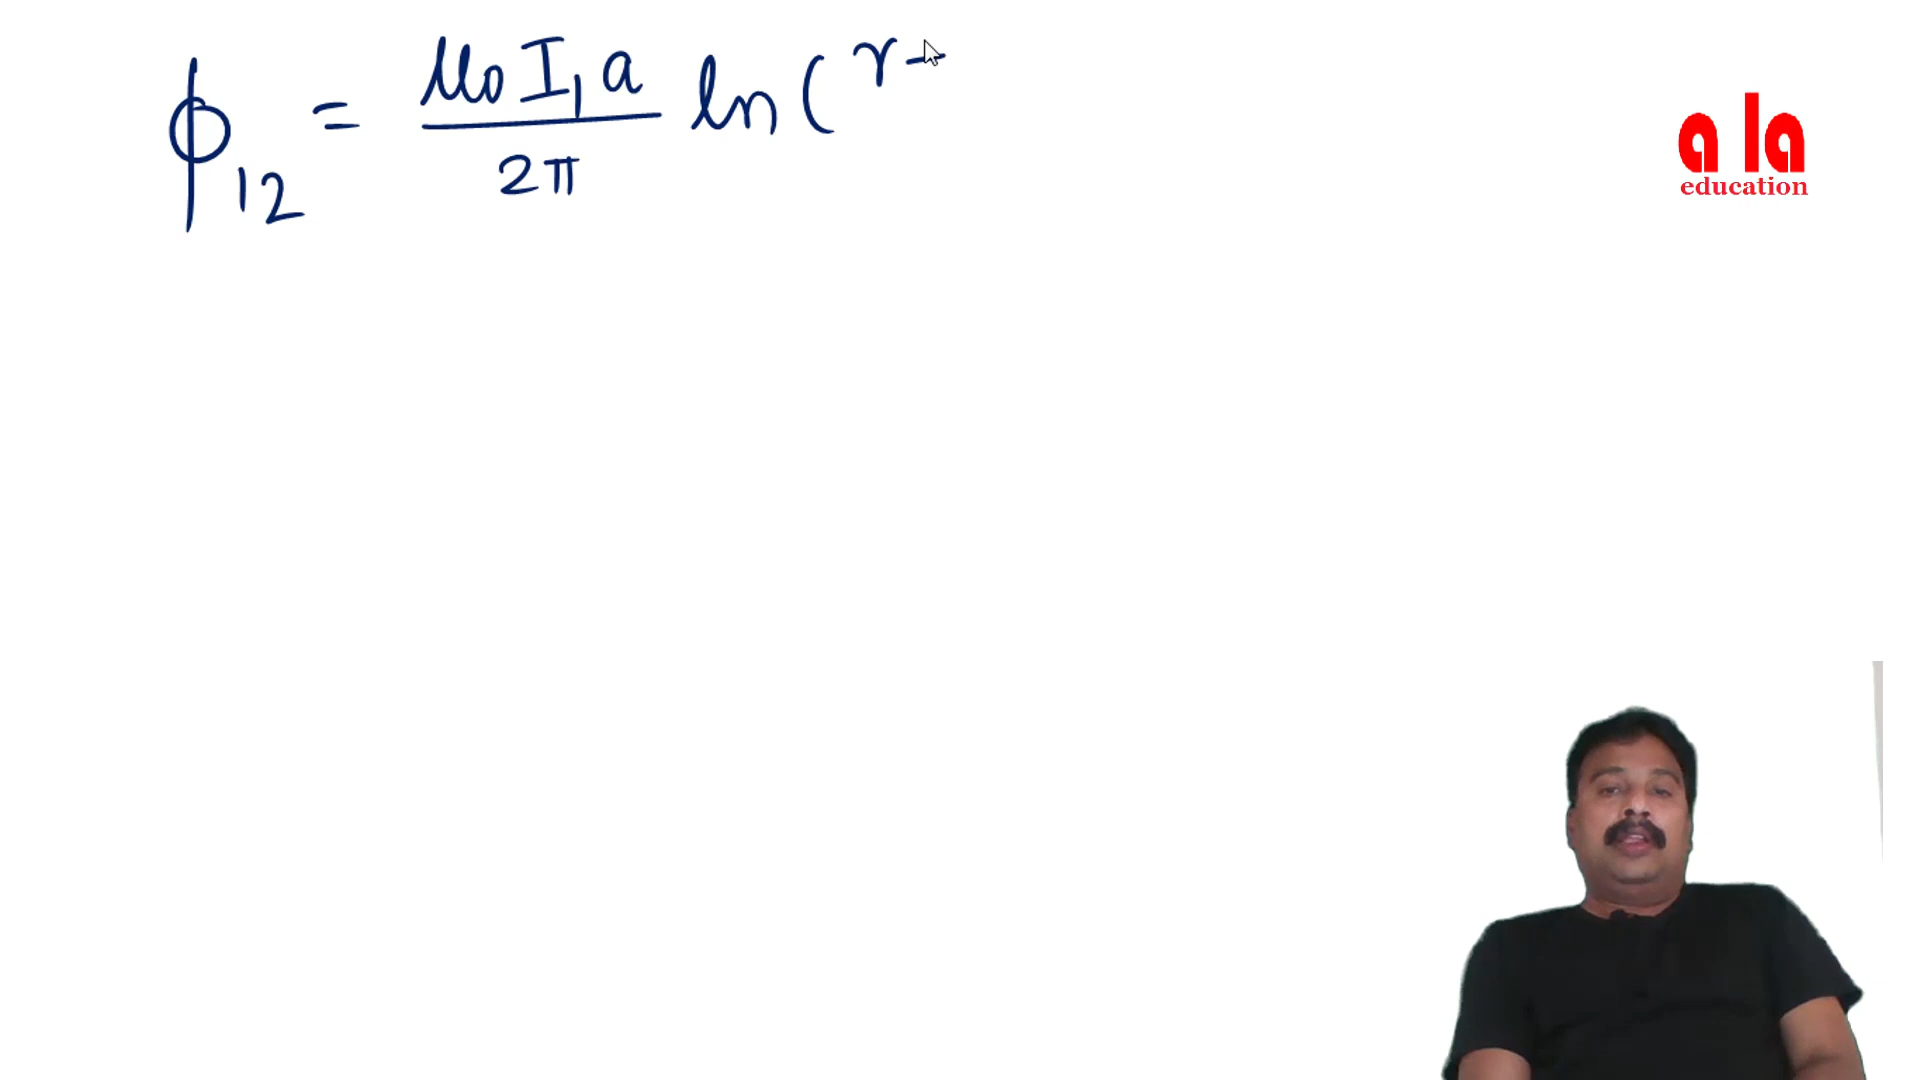 ϕ₁₂ = μ₀ I₁ a / 2π ln( r -
a la
education